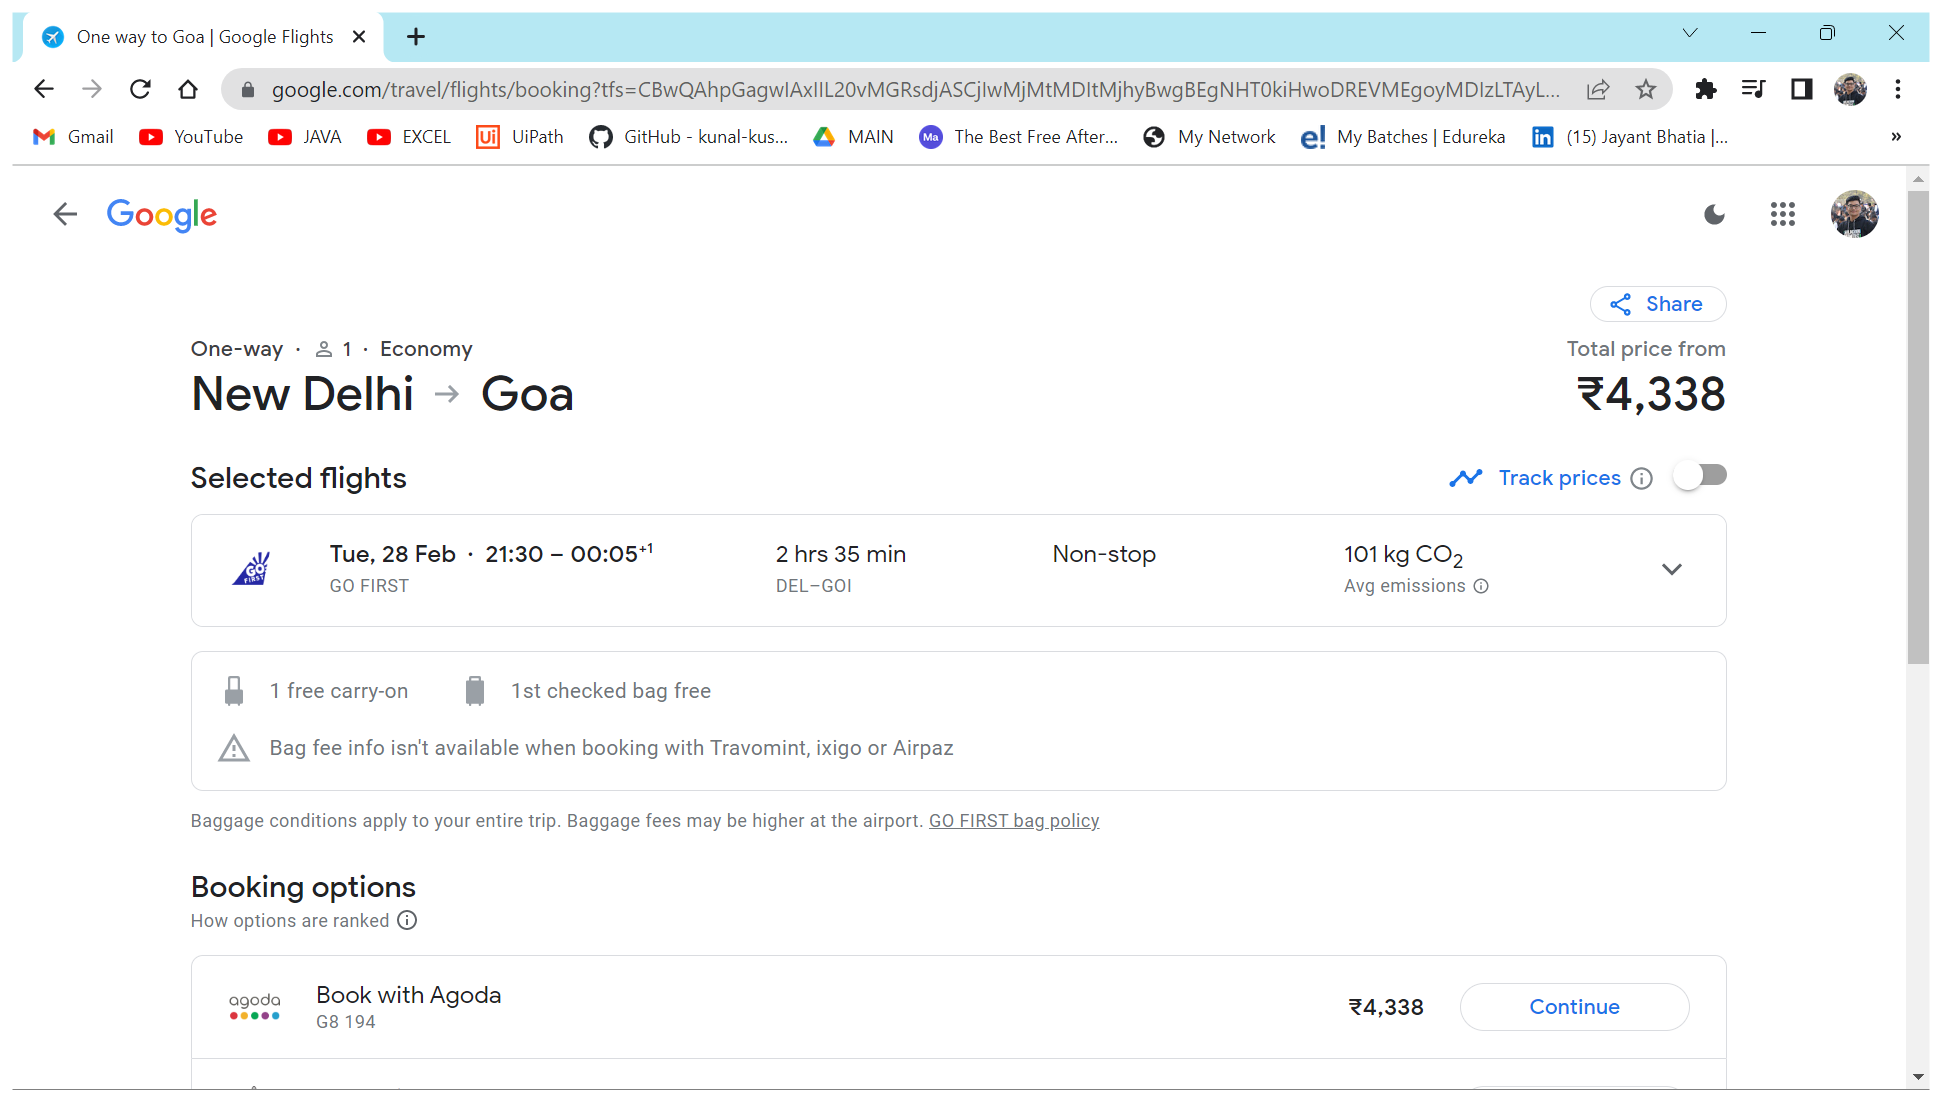 One way to Goa | Google Flights
google.com/travel/flights/booking?tfs=CBwQAhpGagwIAxIIL20vMGRsdjASCjIwMjMtMDItMjhyBwgBEgNHT0kiHwoDREVMEgoyMDIzLTAyL...
Gmail YouTube JAVA EXCEL Ui UiPath GitHub - kunal-kus... MAIN Ma The Best Free After... My Network e! My Batches | Edureka in (15) Jayant Bhatia |... »
Google
Share
One-way · 1 · Economy
Total price from
New Delhi → Goa
₹4,338
Selected flights
Track prices
GO FIRST
Tue, 28 Feb · 21:30 – 00:05+1
2 hrs 35 min
Non-stop
101 kg CO2
GO FIRST
DEL–GOI
Avg emissions
1 free carry-on
1st checked bag free
Bag fee info isn't available when booking with Travomint, ixigo or Airpaz
Baggage conditions apply to your entire trip. Baggage fees may be higher at the airport. GO FIRST bag policy
Booking options
How options are ranked
agoda
Book with Agoda
G8 194
₹4,338
Continue